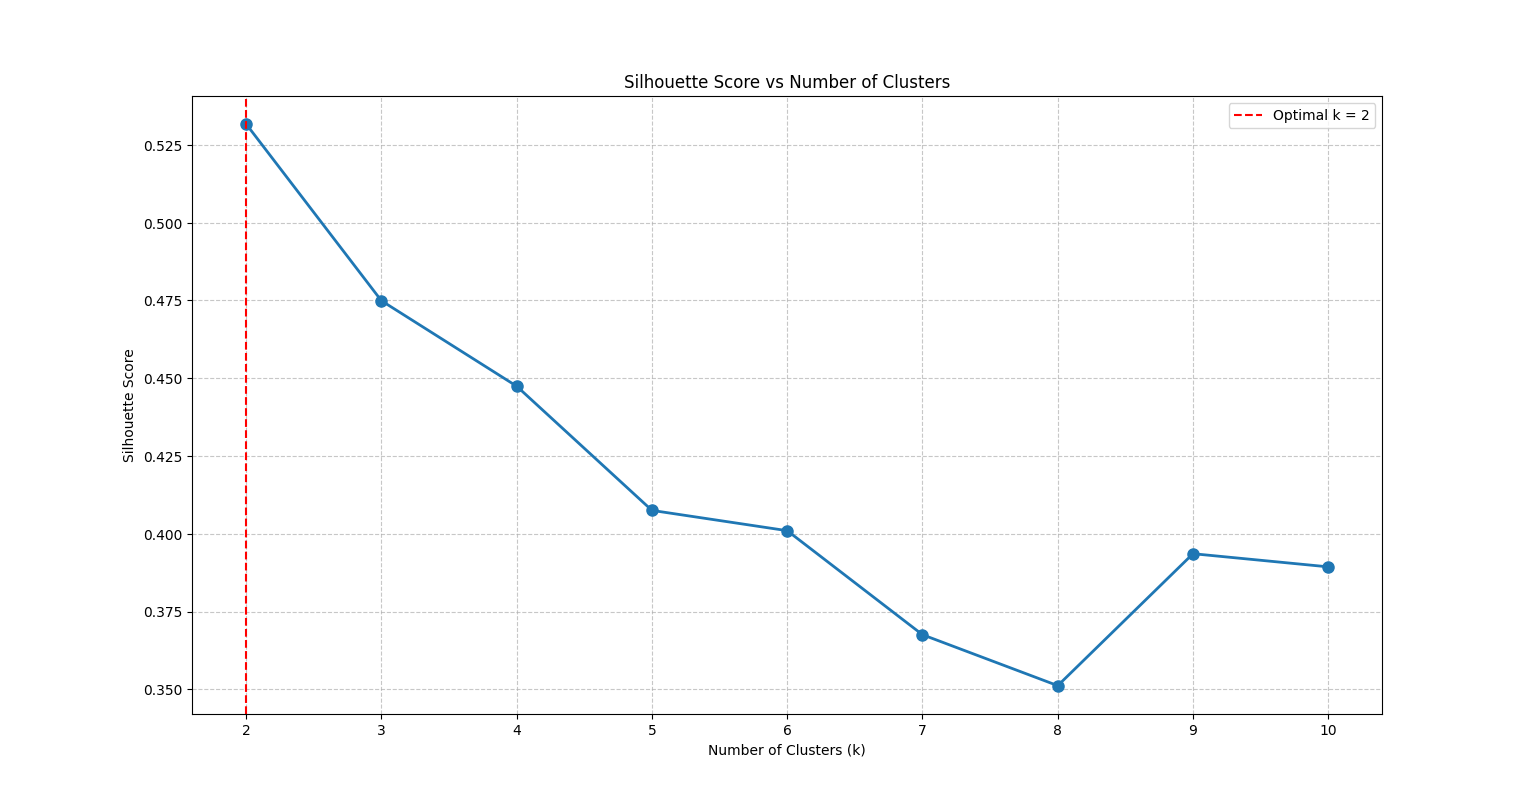 Silhouette Score vs Number of Clusters
Optimal k = 2
Silhouette Score
0.525
0.500
0.475
0.450
0.425
0.400
0.375
0.350
2 3 4 5 6 7 8 9 10
Number of Clusters (k)